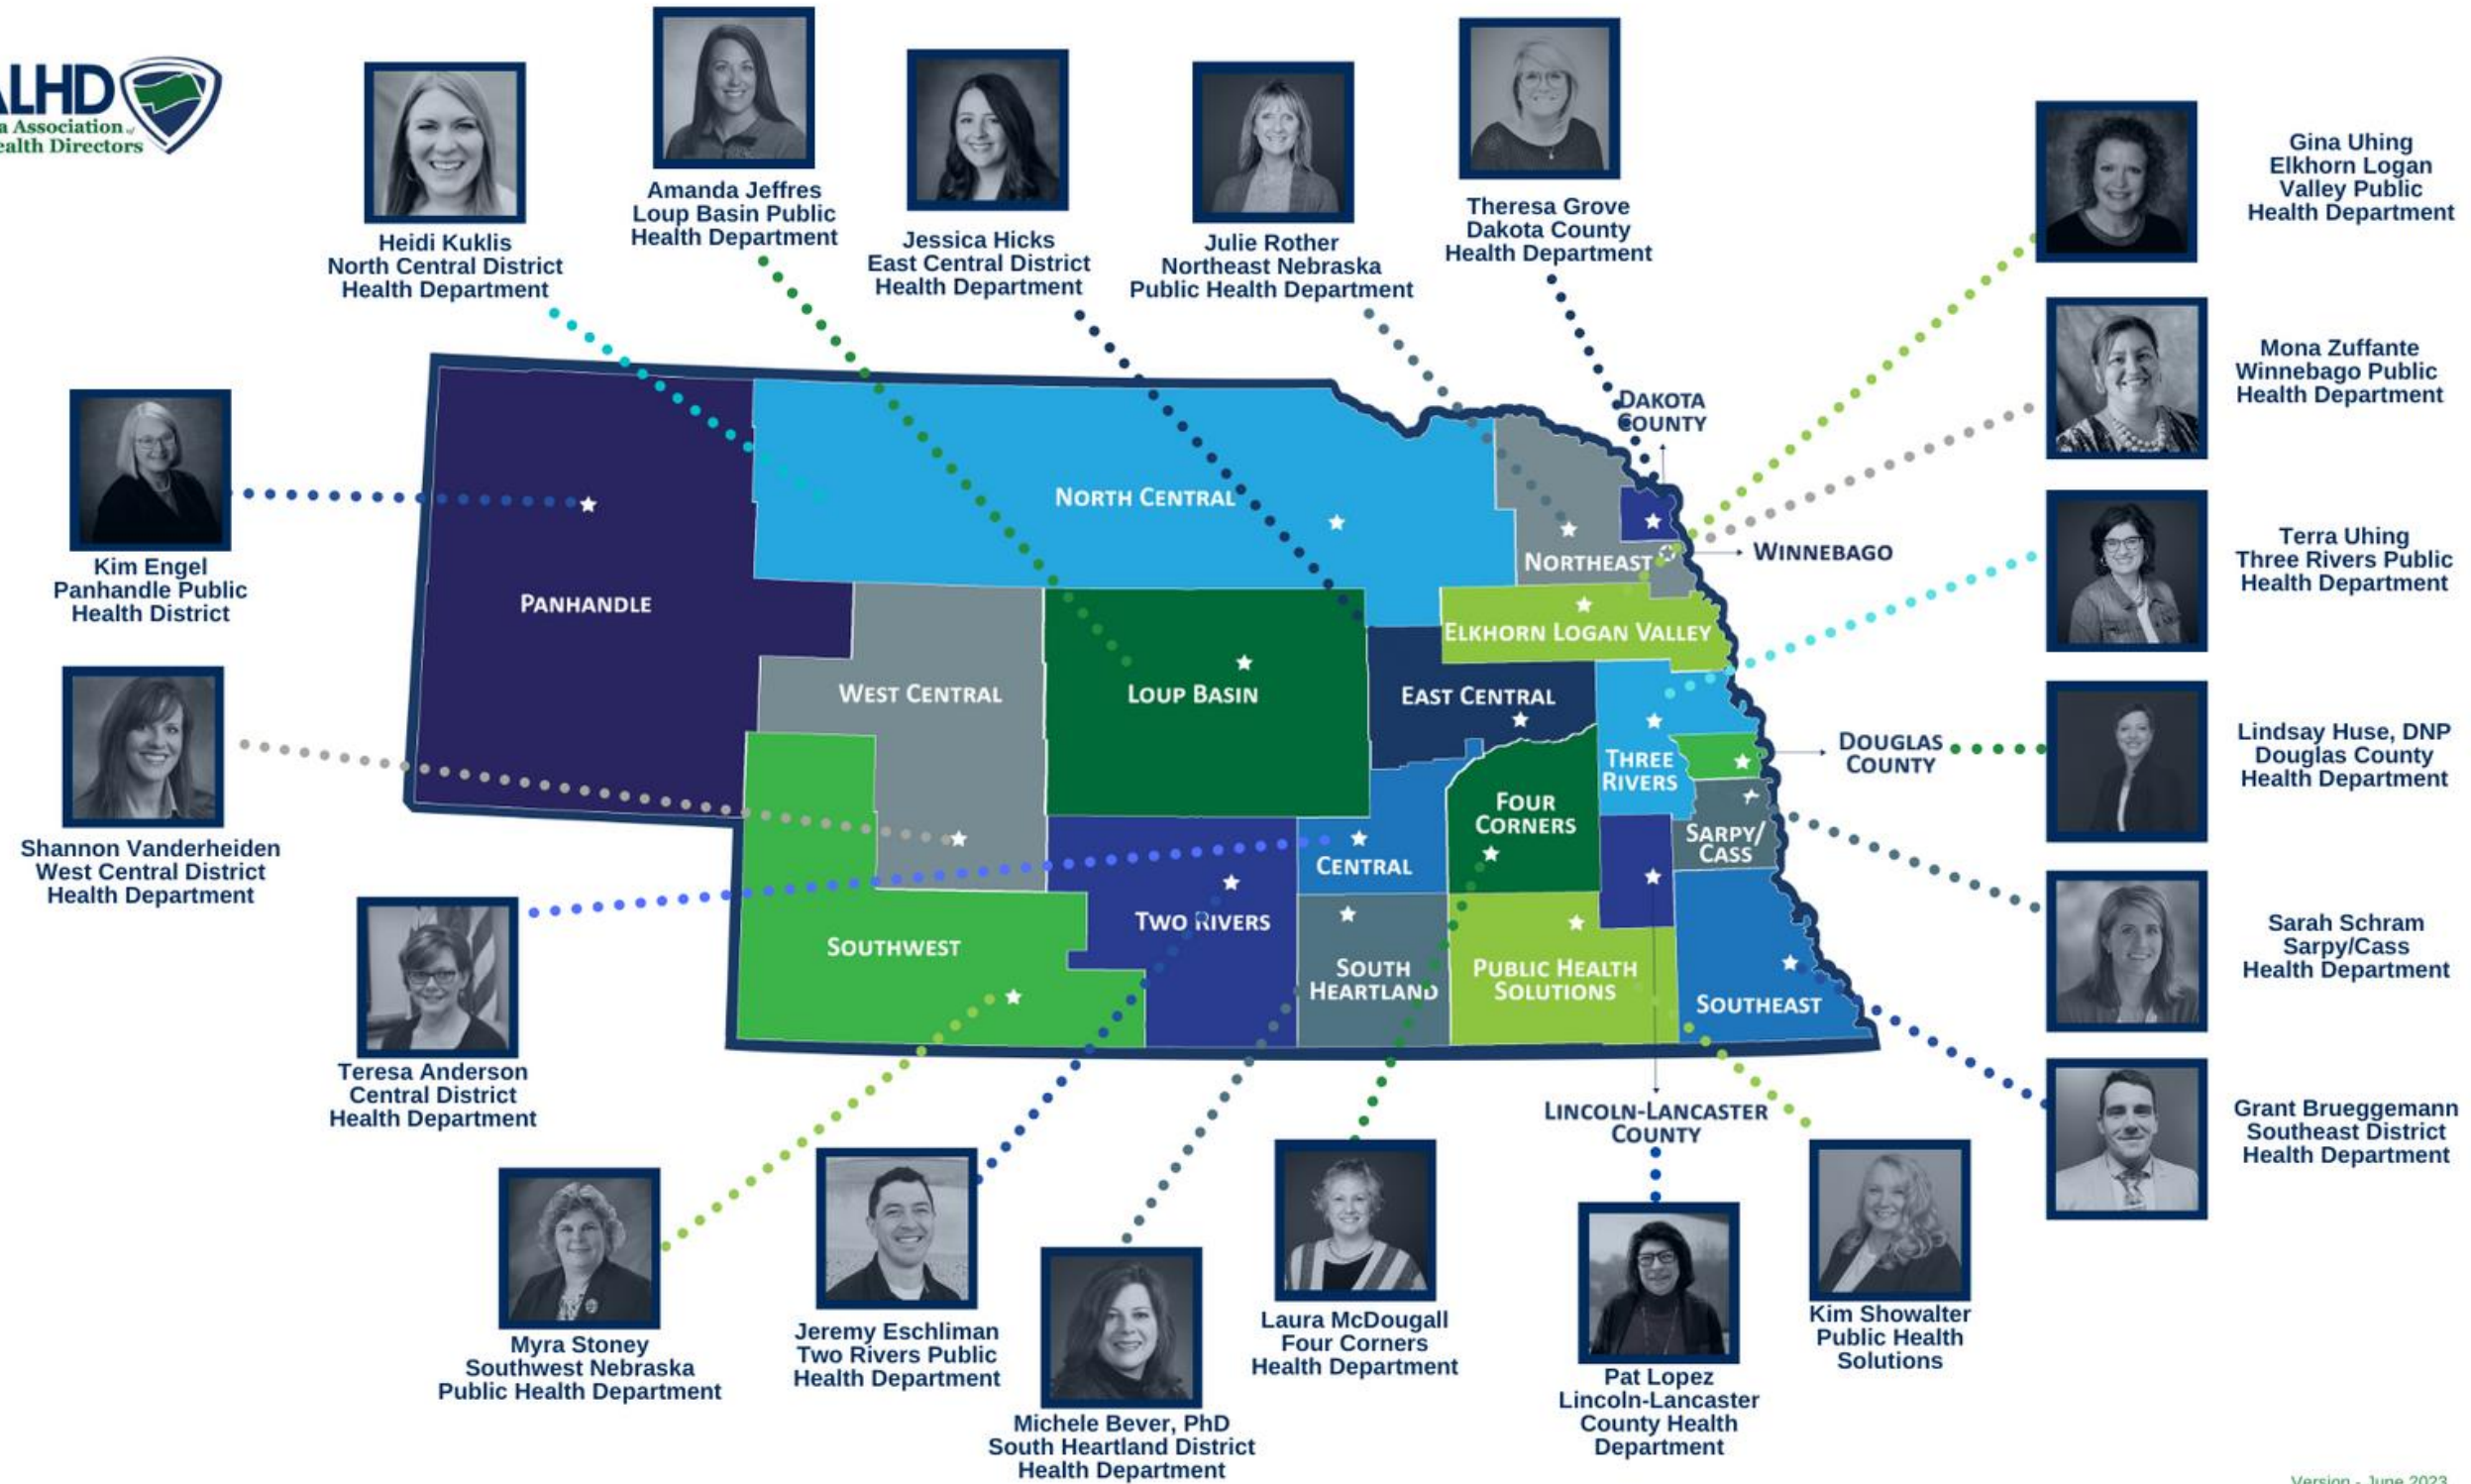 ALHD
a Association of
ealth Directors
Heidi Kuklis
North Central District
Health Department
Amanda Jeffres
Loup Basin Public
Health Department
Jessica Hicks
East Central District
Health Department
Julie Rother
Northeast Nebraska
Public Health Department
Theresa Grove
Dakota County
Health Department
Gina Uhing
Elkhorn Logan
Valley Public
Health Department
Mona Zuffante
Winnebago Public
Health Department
Terra Uhing
Three Rivers Public
Health Department
Lindsay Huse, DNP
Douglas County
Health Department
Sarah Schram
Sarpy/Cass
Health Department
Grant Brueggemann
Southeast District
Health Department
Kim Engel
Panhandle Public
Health District
Shannon Vanderheiden
West Central District
Health Department
Teresa Anderson
Central District
Health Department
DAKOTA
COUNTY
NORTH CENTRAL
NORTHEAST
WINNEBAGO
PANHANDLE
ELKHORN LOGAN VALLEY
WEST CENTRAL
LOUP BASIN
EAST CENTRAL
DOUGLAS
COUNTY
THREE
RIVERS
FOUR
CORNERS
SARPY/
CASS
CENTRAL
TWO RIVERS
SOUTHWEST
SOUTH
HEARTLAND
PUBLIC HEALTH
SOLUTIONS
SOUTHEAST
LINCOLN-LANCASTER
COUNTY
Myra Stoney
Southwest Nebraska
Public Health Department
Jeremy Eschliman
Two Rivers Public
Health Department
Michele Bever, PhD
South Heartland District
Health Department
Laura McDougall
Four Corners
Health Department
Pat Lopez
Lincoln-Lancaster
County Health
Department
Kim Showalter
Public Health
Solutions
Version - June 2023